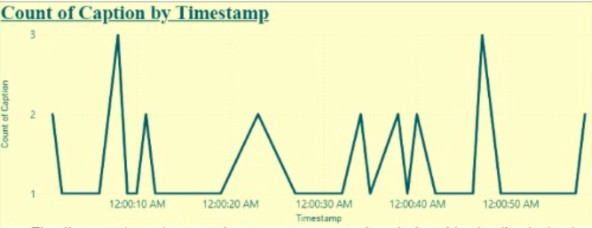 Count of Caption by Timestamp
3
2
1
Count of Caption
12:00:10 AM 12:00:20 AM 12:00:30 AM 12:00:40 AM 12:00:50 AM
Timestamp